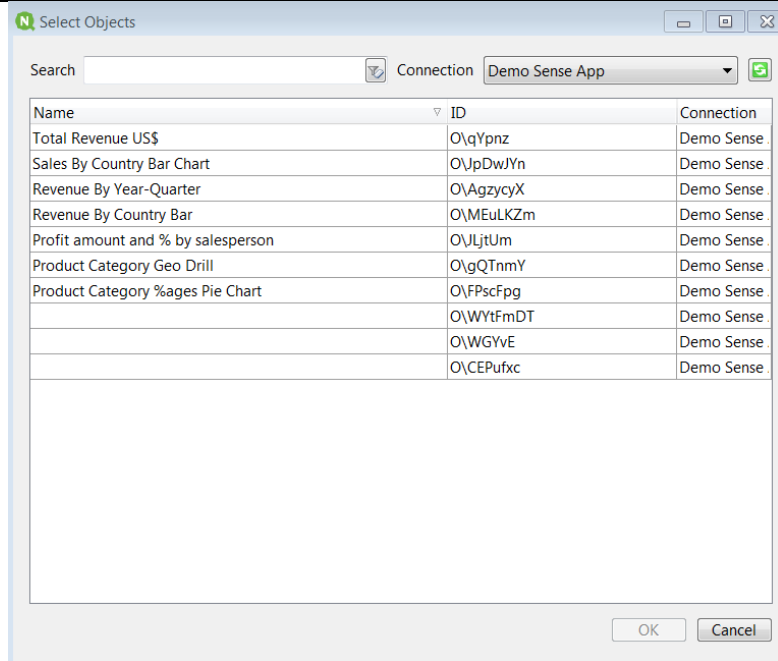 N Select Objects
Search Connection Demo Sense App
Name ID Connection
Total Revenue US$ O\qYpnz Demo Sense .
Sales By Country Bar Chart O\JpDwJYn Demo Sense .
Revenue By Year-Quarter O\AgzycyX Demo Sense .
Revenue By Country Bar O\MEuLKZm Demo Sense .
Profit amount and % by salesperson O\JLjtUm Demo Sense .
Product Category Geo Drill O\gQTnmY Demo Sense .
Product Category %ages Pie Chart O\FPscFpg Demo Sense .
O\WYtFmDT Demo Sense .
O\WGYvE Demo Sense .
O\CEPufxc Demo Sense .
OK Cancel